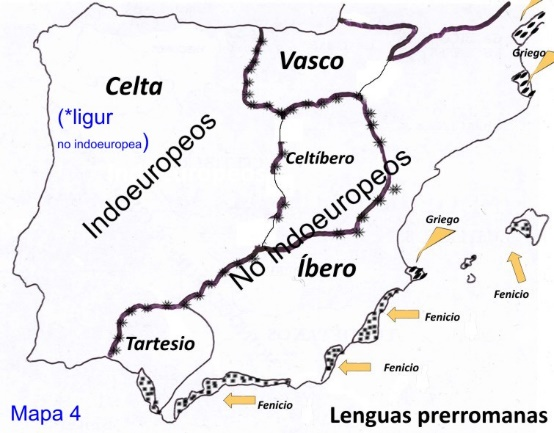 Griego
Vasco
Celta
(*ligur
no indoeuropea)
Indoeuropeos
Celtíbero
No Indoeuropeos
Griego
Íbero
Fenicio
Fenicio
Tartesio
Fenicio
Fenicio
Mapa 4
Lenguas prerromanas